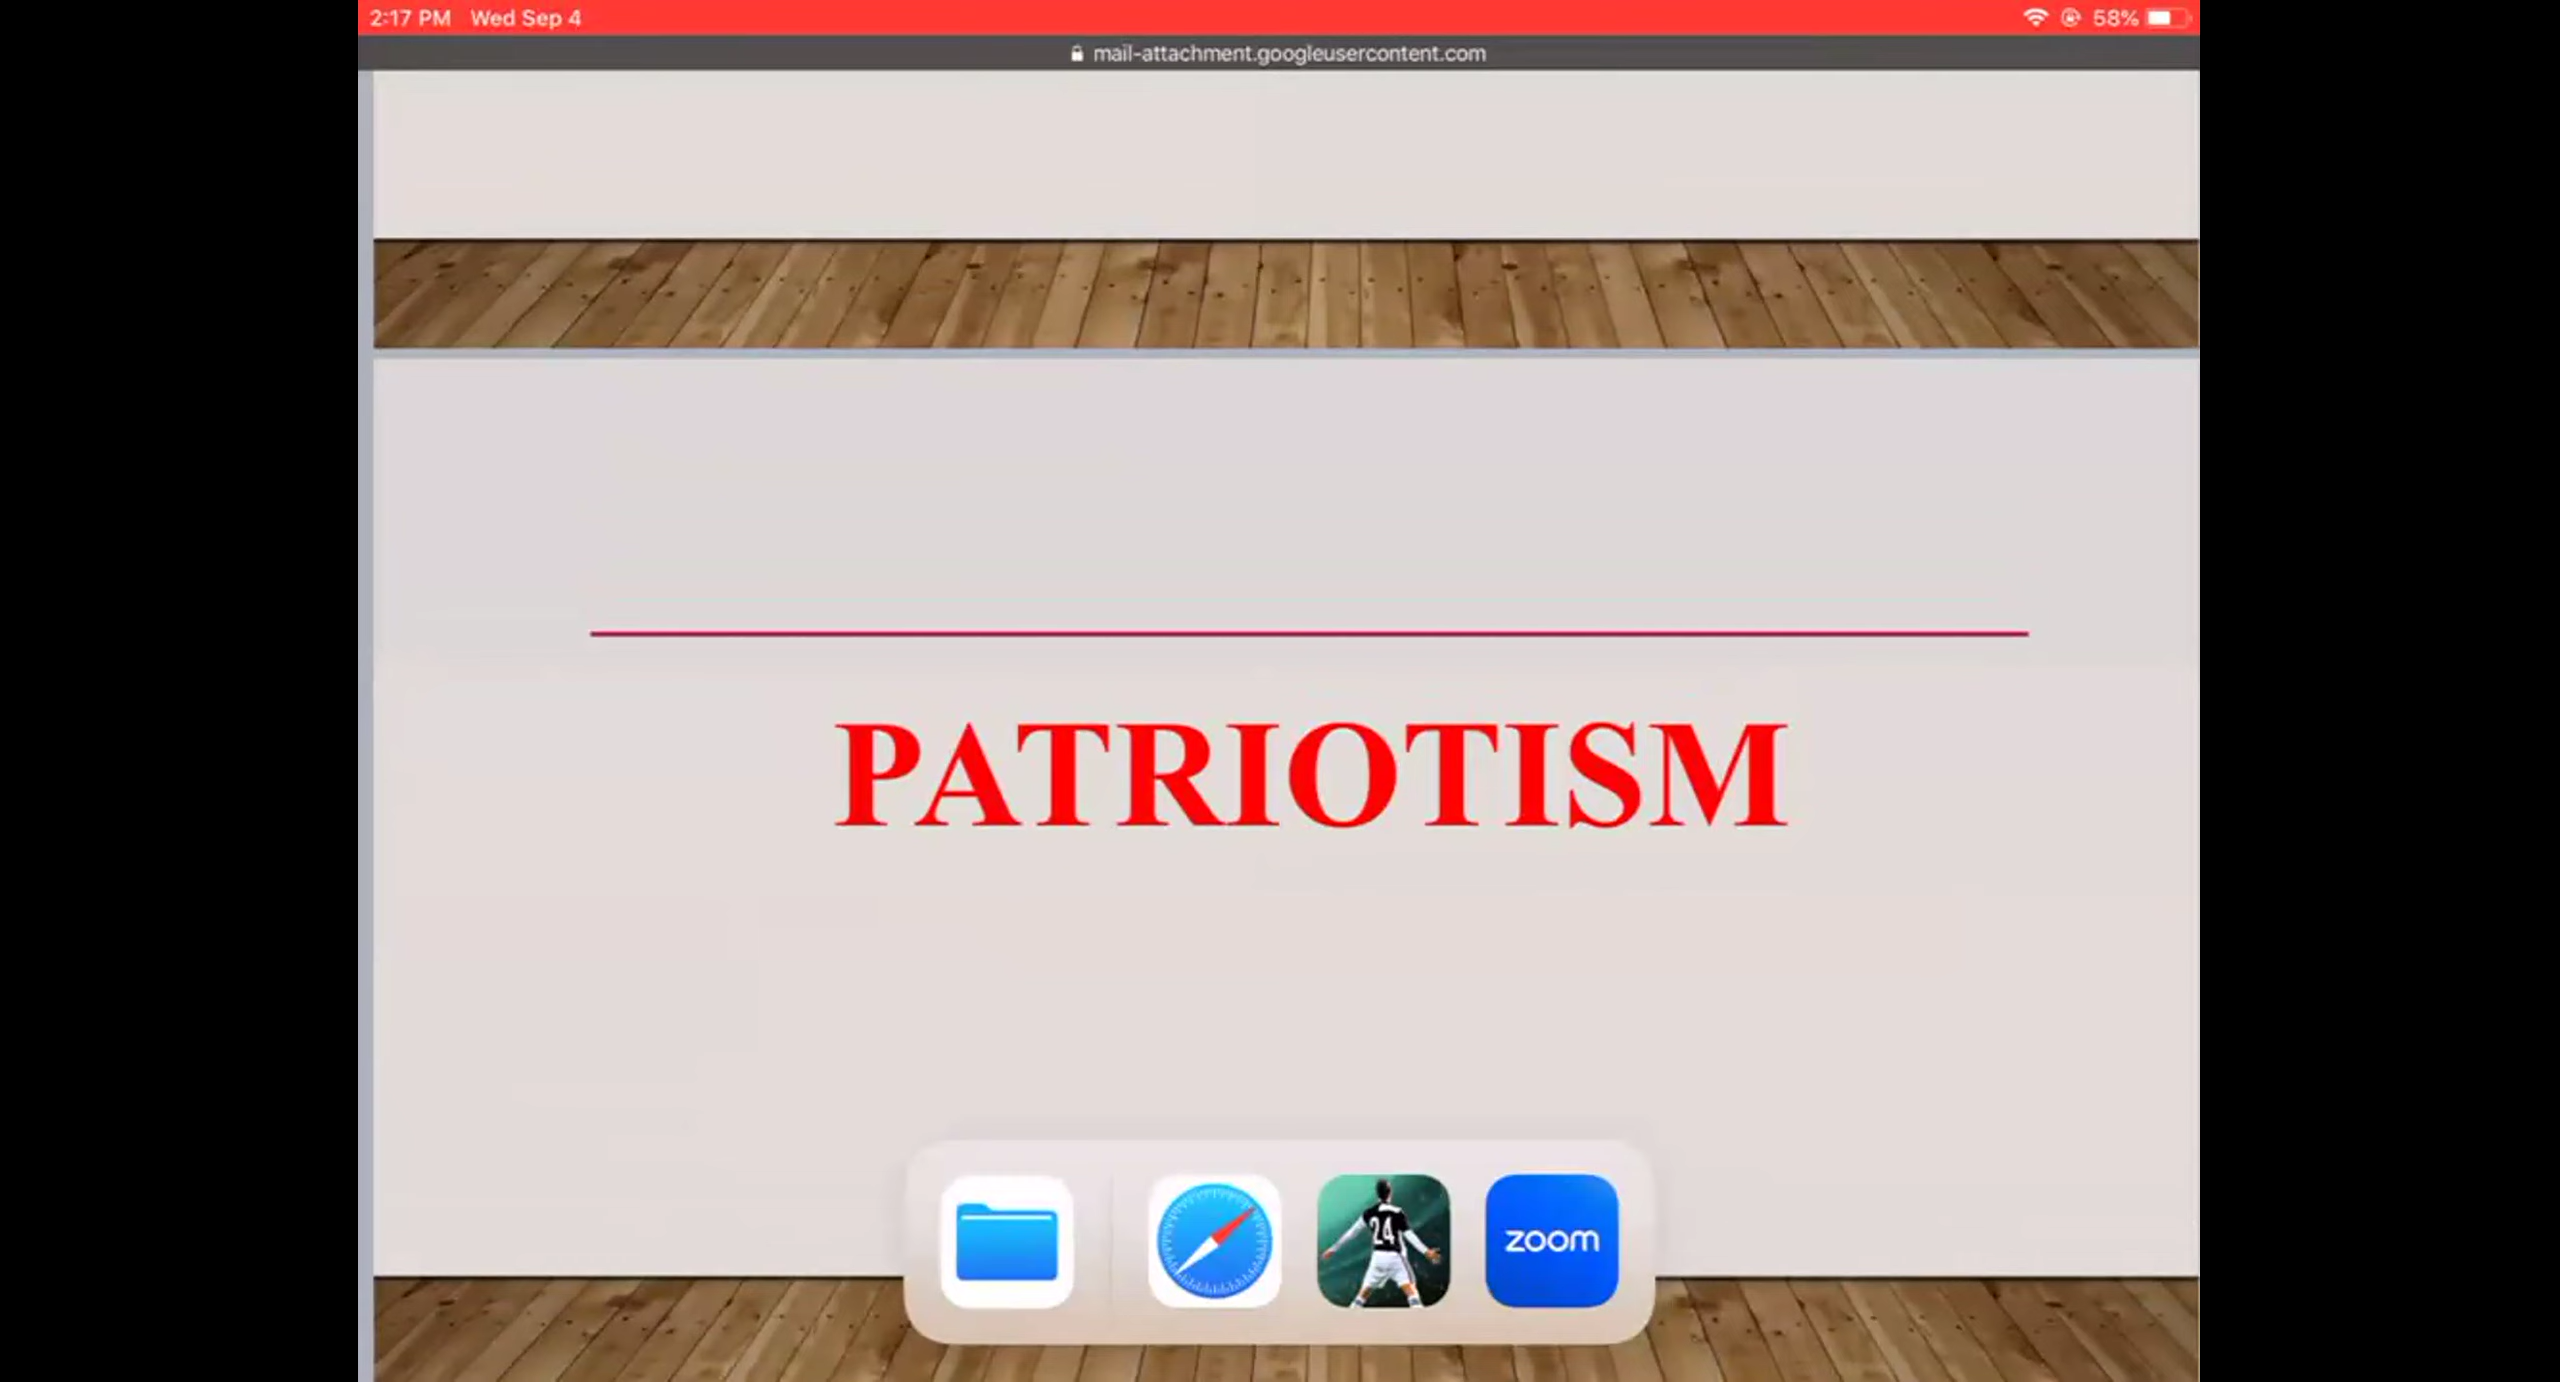 2:17 PM Wed Sep 4
58%
mail-attachment.googleusercontent.com
PATRIOTISM
24
zoom